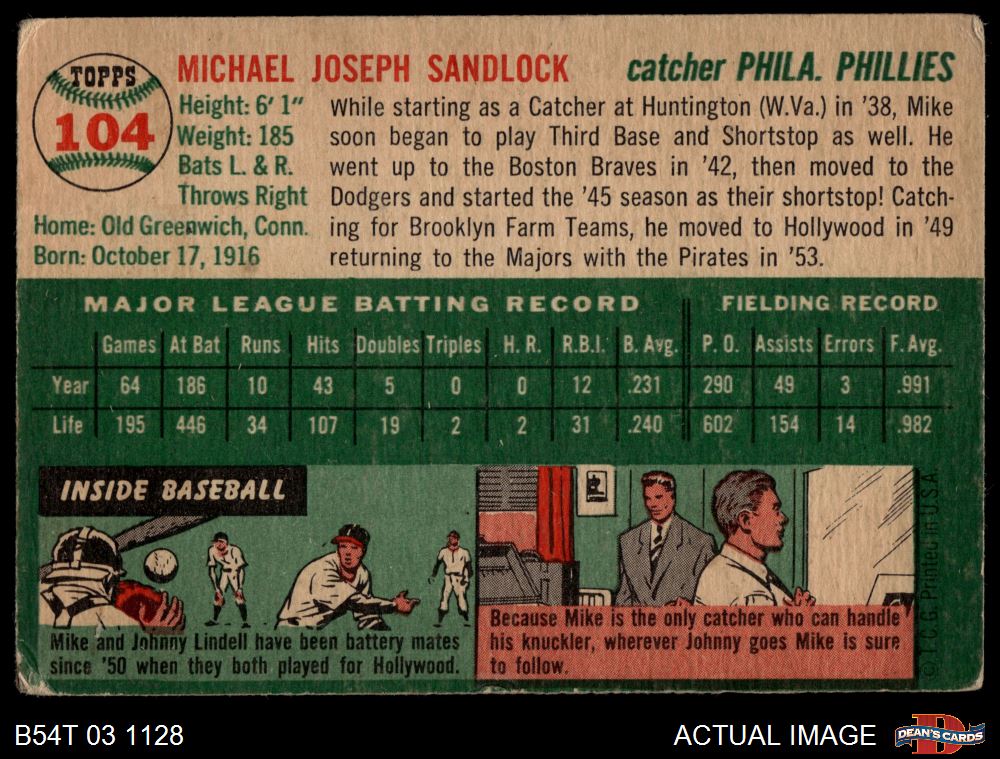 TOPPS
104
MICHAEL JOSEPH SANDLOCK
catcher PHILA. PHILLIES
Height: 6' 1"
Weight: 185
Bats L. & R.
Throws Right
Home: Old Greenwich, Conn.
Born: October 17, 1916
While starting as a Catcher at Huntington (W.Va.) in '38, Mike
soon began to play Third Base and Shortstop as well. He
went up to the Boston Braves in '42, then moved to the
Dodgers and started the '45 season as their shortstop! Catch-
ing for Brooklyn Farm Teams, he moved to Hollywood in '49
returning to the Majors with the Pirates in '53.
MAJOR LEAGUE BATTING RECORD FIELDING RECORD
Games At Bat Runs Hits Doubles Triples H. R. R.B.I. B. Avg. P. O. Assists Errors F. Avg.
Year 64 186 10 43 5 0 0 12 .231 290 49 3 .991
Life 195 446 34 107 19 2 2 31 .240 602 154 14 .982
INSIDE BASEBALL
Mike and Johnny Lindell have been battery mates
since '50 when they both played for Hollywood.
Because Mike is the only catcher who can handle
his knuckler, wherever Johnny goes Mike is sure
to follow.
© T.C.G. Printed in U.S.A.
B54T 03 1128
ACTUAL IMAGE
D
DEAN'S CARDS